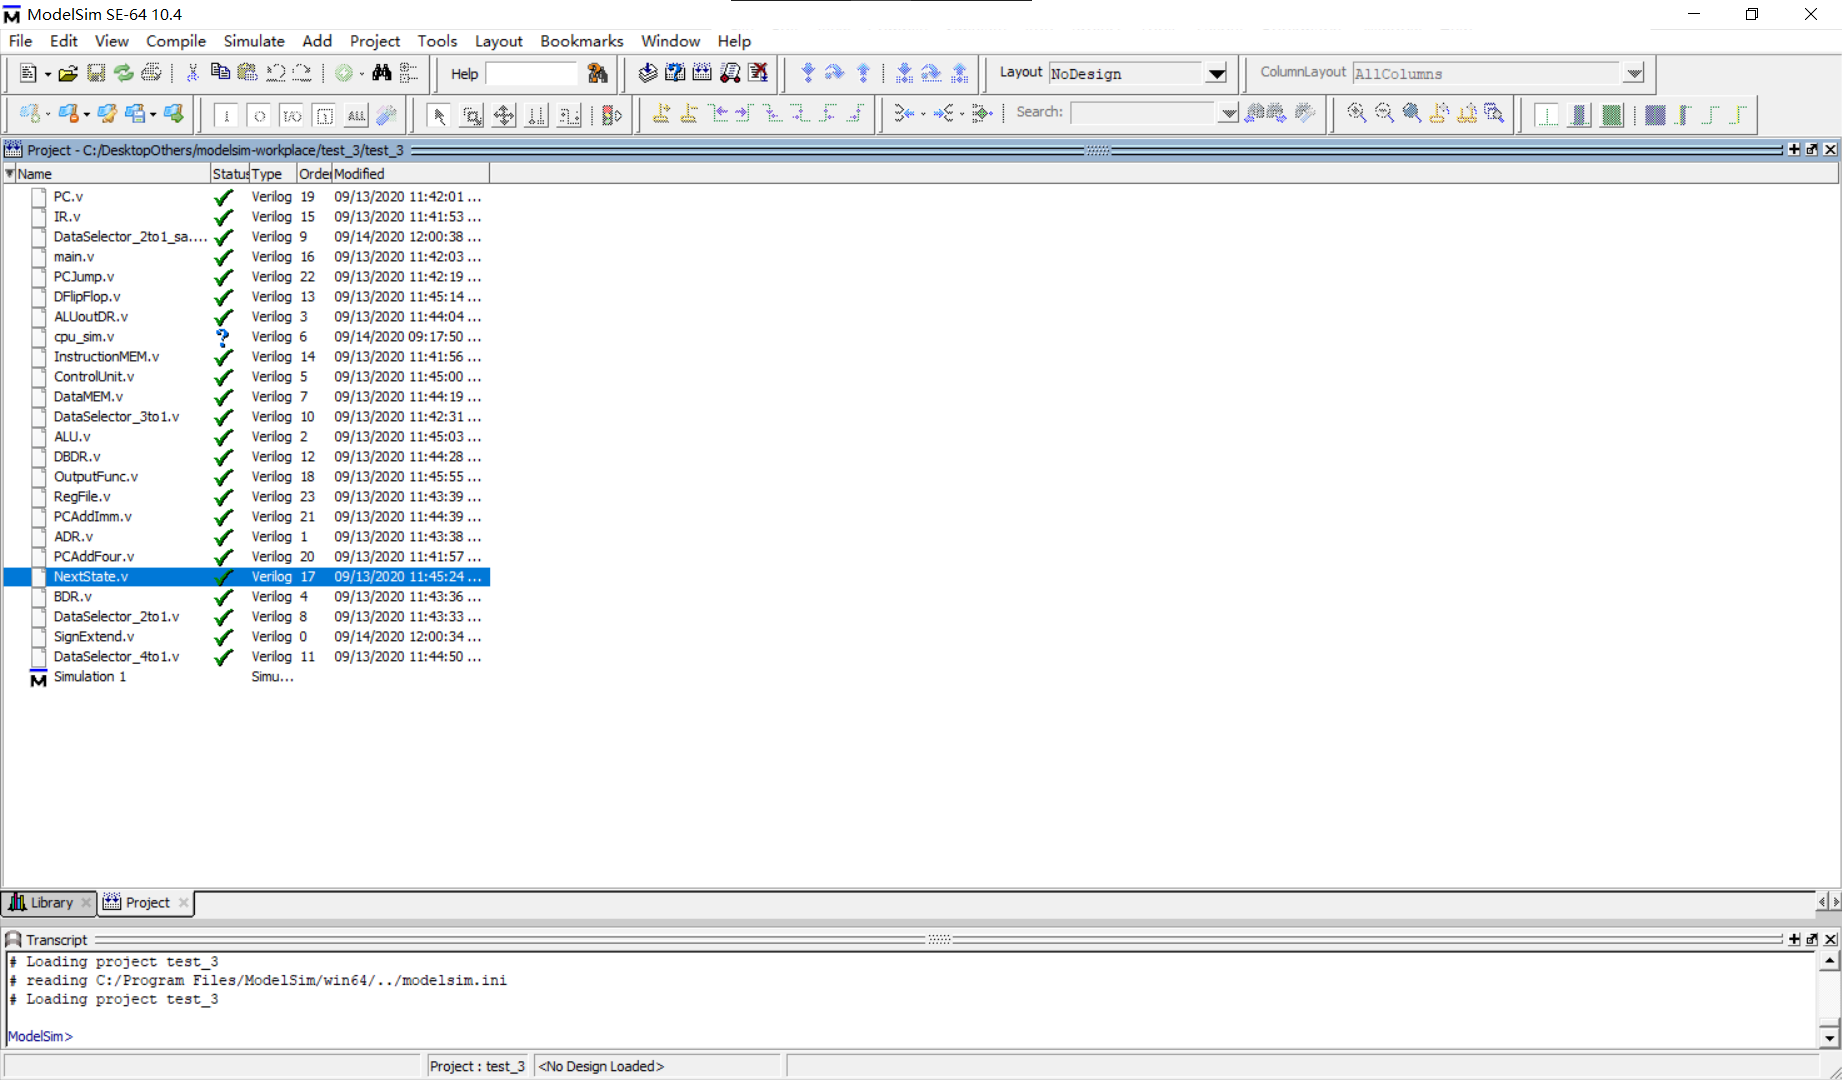 ModelSim SE-64 10.4
File Edit View Compile Simulate Add Project Tools Layout Bookmarks Window Help
Help Layout NoDesign ColumnLayout AllColumns
I O I/O ALL Search:
Project - C:/DesktopOthers/modelsim-workplace/test_3/test_3
Name Status Type Order Modified
PC.v Verilog 19 09/13/2020 11:42:01 ...
IR.v Verilog 15 09/13/2020 11:41:53 ...
DataSelector_2to1_sa.... Verilog 9 09/14/2020 12:00:38 ...
main.v Verilog 16 09/13/2020 11:42:03 ...
PCJump.v Verilog 22 09/13/2020 11:42:19 ...
DFlipFlop.v Verilog 13 09/13/2020 11:45:14 ...
ALUoutDR.v Verilog 3 09/13/2020 11:44:04 ...
cpu_sim.v ? Verilog 6 09/14/2020 09:17:50 ...
InstructionMEM.v Verilog 14 09/13/2020 11:41:56 ...
ControlUnit.v Verilog 5 09/13/2020 11:45:00 ...
DataMEM.v Verilog 7 09/13/2020 11:44:19 ...
DataSelector_3to1.v Verilog 10 09/13/2020 11:42:31 ...
ALU.v Verilog 2 09/13/2020 11:45:03 ...
DBDR.v Verilog 12 09/13/2020 11:44:28 ...
OutputFunc.v Verilog 18 09/13/2020 11:45:55 ...
RegFile.v Verilog 23 09/13/2020 11:43:39 ...
PCAddImm.v Verilog 21 09/13/2020 11:44:39 ...
ADR.v Verilog 1 09/13/2020 11:43:38 ...
PCAddFour.v Verilog 20 09/13/2020 11:41:57 ...
NextState.v Verilog 17 09/13/2020 11:45:24 ...
BDR.v Verilog 4 09/13/2020 11:43:36 ...
DataSelector_2to1.v Verilog 8 09/13/2020 11:43:33 ...
SignExtend.v Verilog 0 09/14/2020 12:00:34 ...
DataSelector_4to1.v Verilog 11 09/13/2020 11:44:50 ...
Simulation 1 Simu...
Library Project
Transcript
# Loading project test_3
# reading C:/Program Files/ModelSim/win64/../modelsim.ini
# Loading project test_3
ModelSim>
Project : test_3 <No Design Loaded>